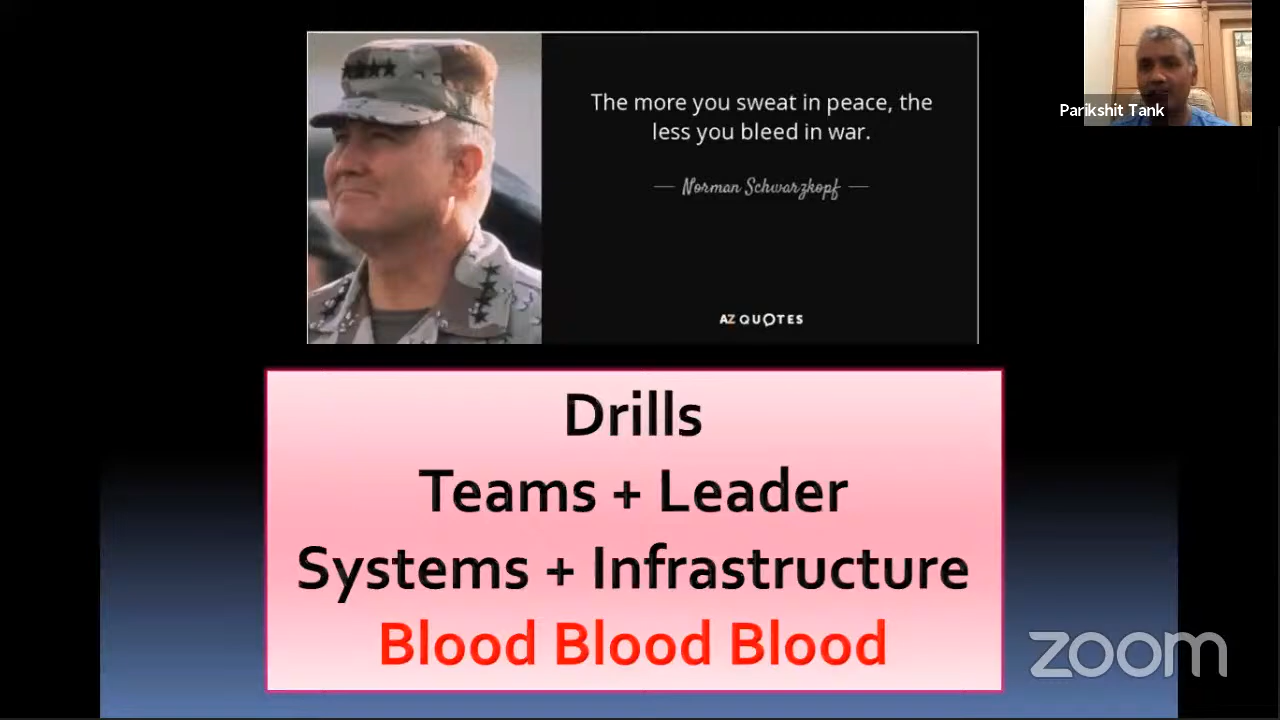 The more you sweat in peace, the
less you bleed in war.
Norman Schwarzkopf
AZ QUOTES
Parikshit Tank
Drills
Teams + Leader
Systems + Infrastructure
Blood Blood Blood
zoom